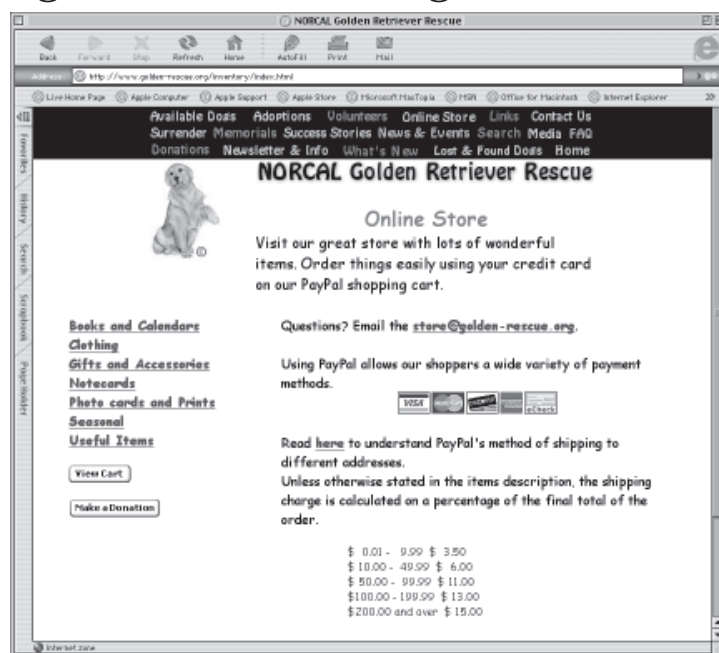 NORCAL Golden Retriever Rescue
Back Forward Stop Refresh Home AutoFill Print Mail
Address: http://www.golden-rescue.org/inventory/index.html
Live Home Page Apple Computer Apple Support Apple Store Microsoft MacTopia MSN Office for Macintosh Internet Explorer
Favorites
History
Search
Scrapbook
Page Holder
Available Dogs Adoptions Volunteers Online Store Links Contact Us
Surrender Memorials Success Stories News & Events Search Media FAQ
Donations Newsletter & Info What's New Lost & Found Dogs Home
NORCAL Golden Retriever Rescue
©
Online Store
Visit our great store with lots of wonderful
items. Order things easily using your credit card
on our PayPal shopping cart.
Books and Calendars
Clothing
Gifts and Accessories
Notecards
Photo cards and Prints
Seasonal
Useful Items
View Cart
Make a Donation
Questions? Email the store@golden-rescue.org.
Using PayPal allows our shoppers a wide variety of payment
methods.
VISA MasterCard eCheck
Read here to understand PayPal's method of shipping to
different addresses.
Unless otherwise stated in the items description, the shipping
charge is calculated on a percentage of the final total of the
order.
$ 0.01 - 9.99 $ 3.50
$ 10.00 - 49.99 $ 6.00
$ 50.00 - 99.99 $ 11.00
$100.00 - 199.99 $ 13.00
$200.00 and over $ 15.00
Internet zone